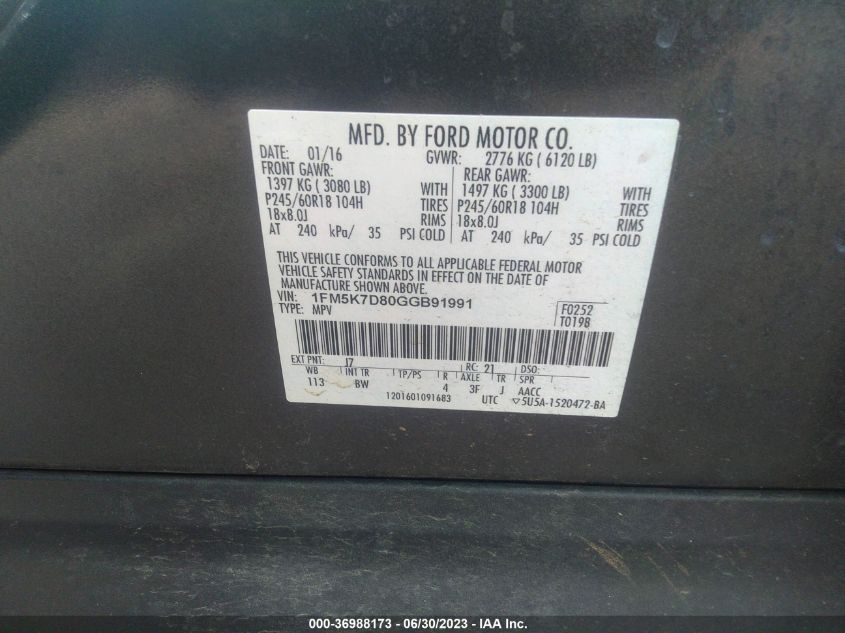 MFD. BY FORD MOTOR CO.
DATE: 01/16 GVWR: 2776 KG ( 6120 LB)
FRONT GAWR: REAR GAWR:
1397 KG ( 3080 LB) WITH 1497 KG ( 3300 LB) WITH
P245/60R18 104H TIRES P245/60R18 104H TIRES
18x8.0J RIMS 18x8.0J RIMS
AT 240 kPa/ 35 PSI COLD AT 240 kPa/ 35 PSI COLD
THIS VEHICLE CONFORMS TO ALL APPLICABLE FEDERAL MOTOR
VEHICLE SAFETY STANDARDS IN EFFECT ON THE DATE OF
MANUFACTURE SHOWN ABOVE.
VIN: 1FM5K7D80GGB91991 F0252
TYPE: MPV T0198
EXT PNT: J7 RC: 21 DSO:
WB INT TR TP/PS R AXLE TR SPR
113 BW 4 3F J AACC
1201601091683 UTC ▽5U5A-1520472-BA
000-36988173 - 06/30/2023 - IAA Inc.